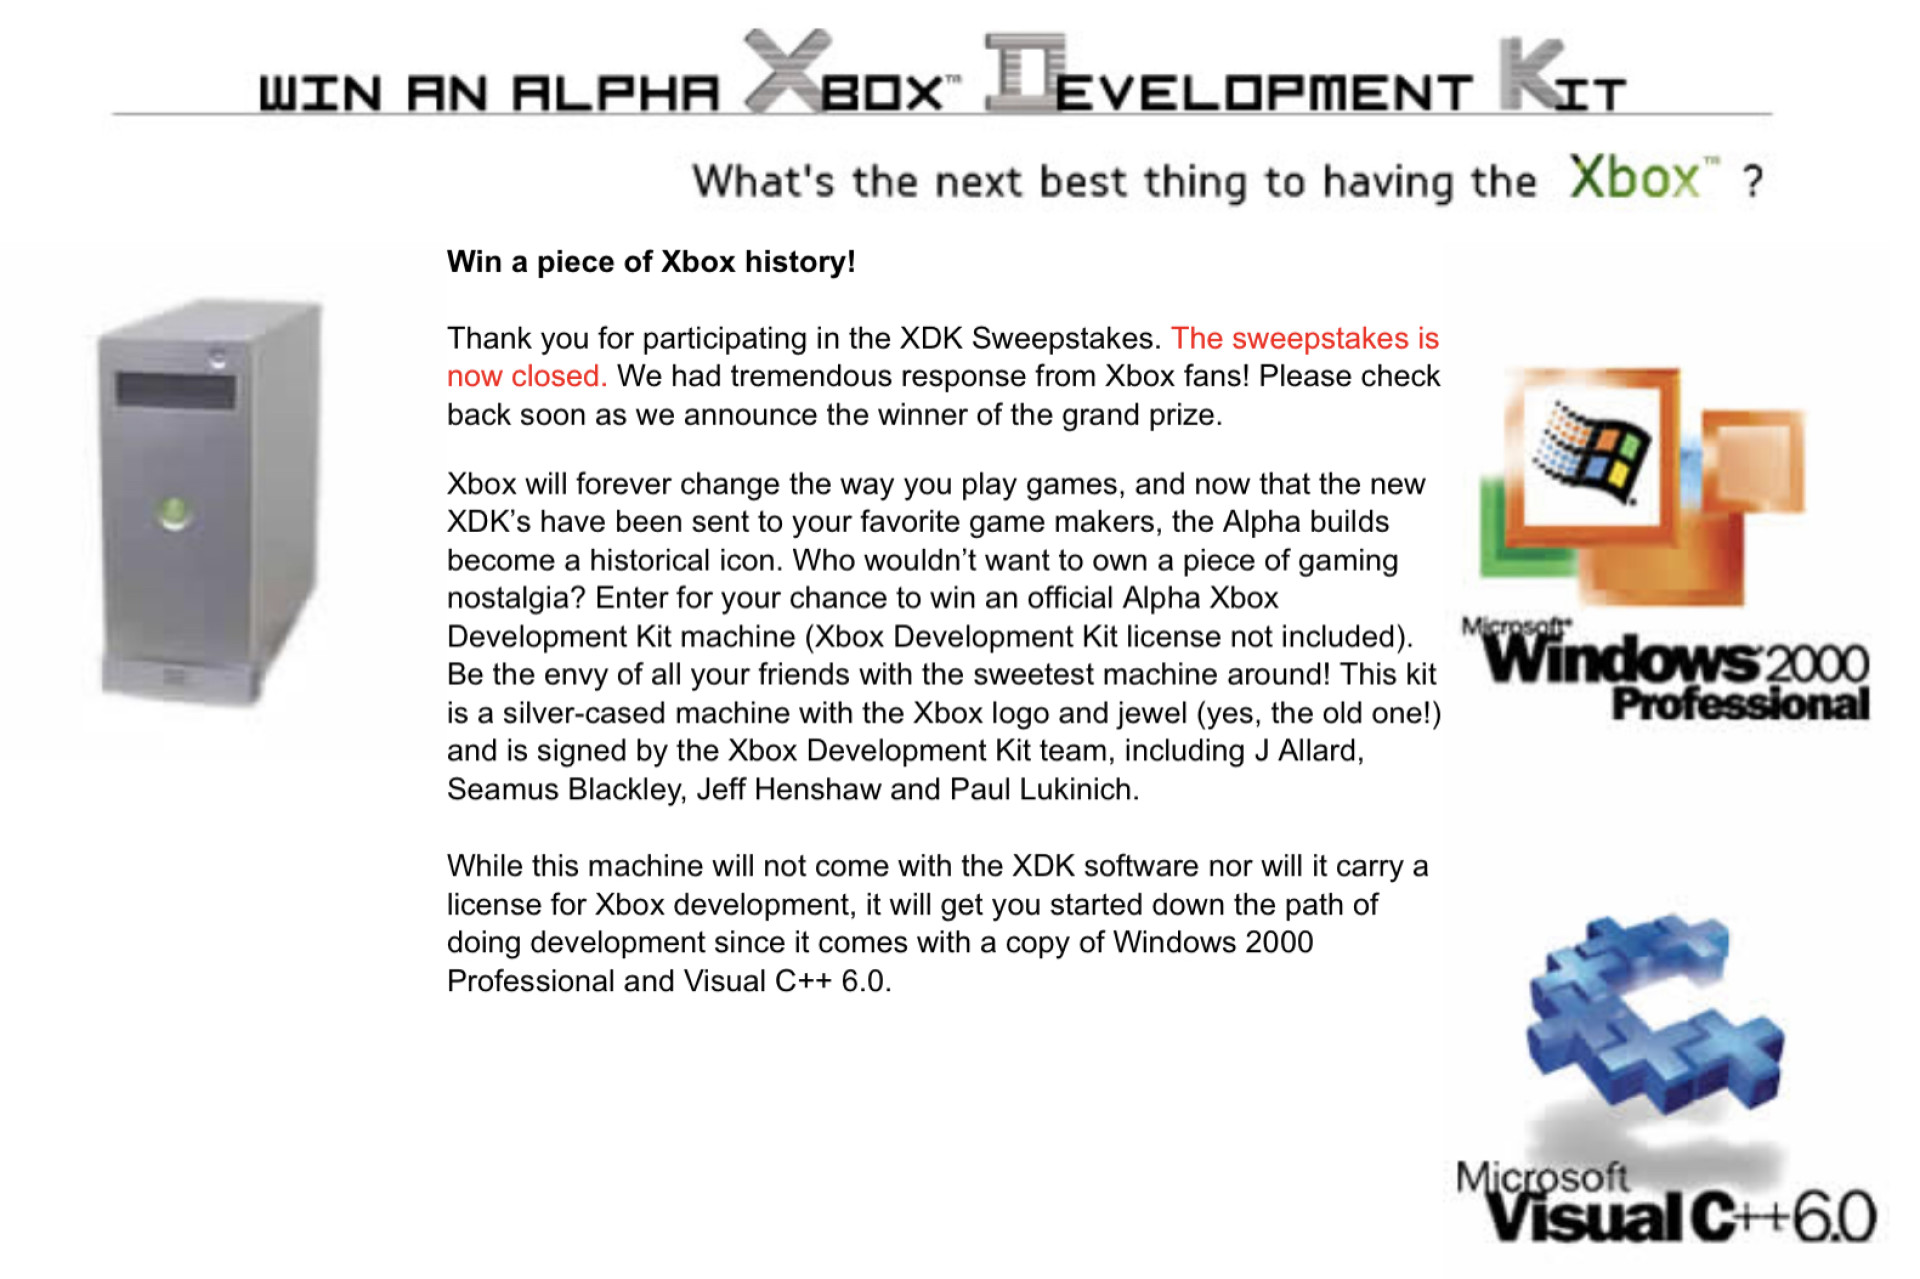 WIN AN ALPHA XBOX™ DEVELOPMENT KIT
What's the next best thing to having the Xbox™ ?
Win a piece of Xbox history!
Thank you for participating in the XDK Sweepstakes. The sweepstakes is
now closed. We had tremendous response from Xbox fans! Please check
back soon as we announce the winner of the grand prize.
Xbox will forever change the way you play games, and now that the new
XDK’s have been sent to your favorite game makers, the Alpha builds
become a historical icon. Who wouldn’t want to own a piece of gaming
nostalgia? Enter for your chance to win an official Alpha Xbox
Development Kit machine (Xbox Development Kit license not included).
Be the envy of all your friends with the sweetest machine around! This kit
is a silver-cased machine with the Xbox logo and jewel (yes, the old one!)
and is signed by the Xbox Development Kit team, including J Allard,
Seamus Blackley, Jeff Henshaw and Paul Lukinich.
While this machine will not come with the XDK software nor will it carry a
license for Xbox development, it will get you started down the path of
doing development since it comes with a copy of Windows 2000
Professional and Visual C++ 6.0.
Microsoft®
Windows 2000
Professional
Microsoft
Visual C++ 6.0